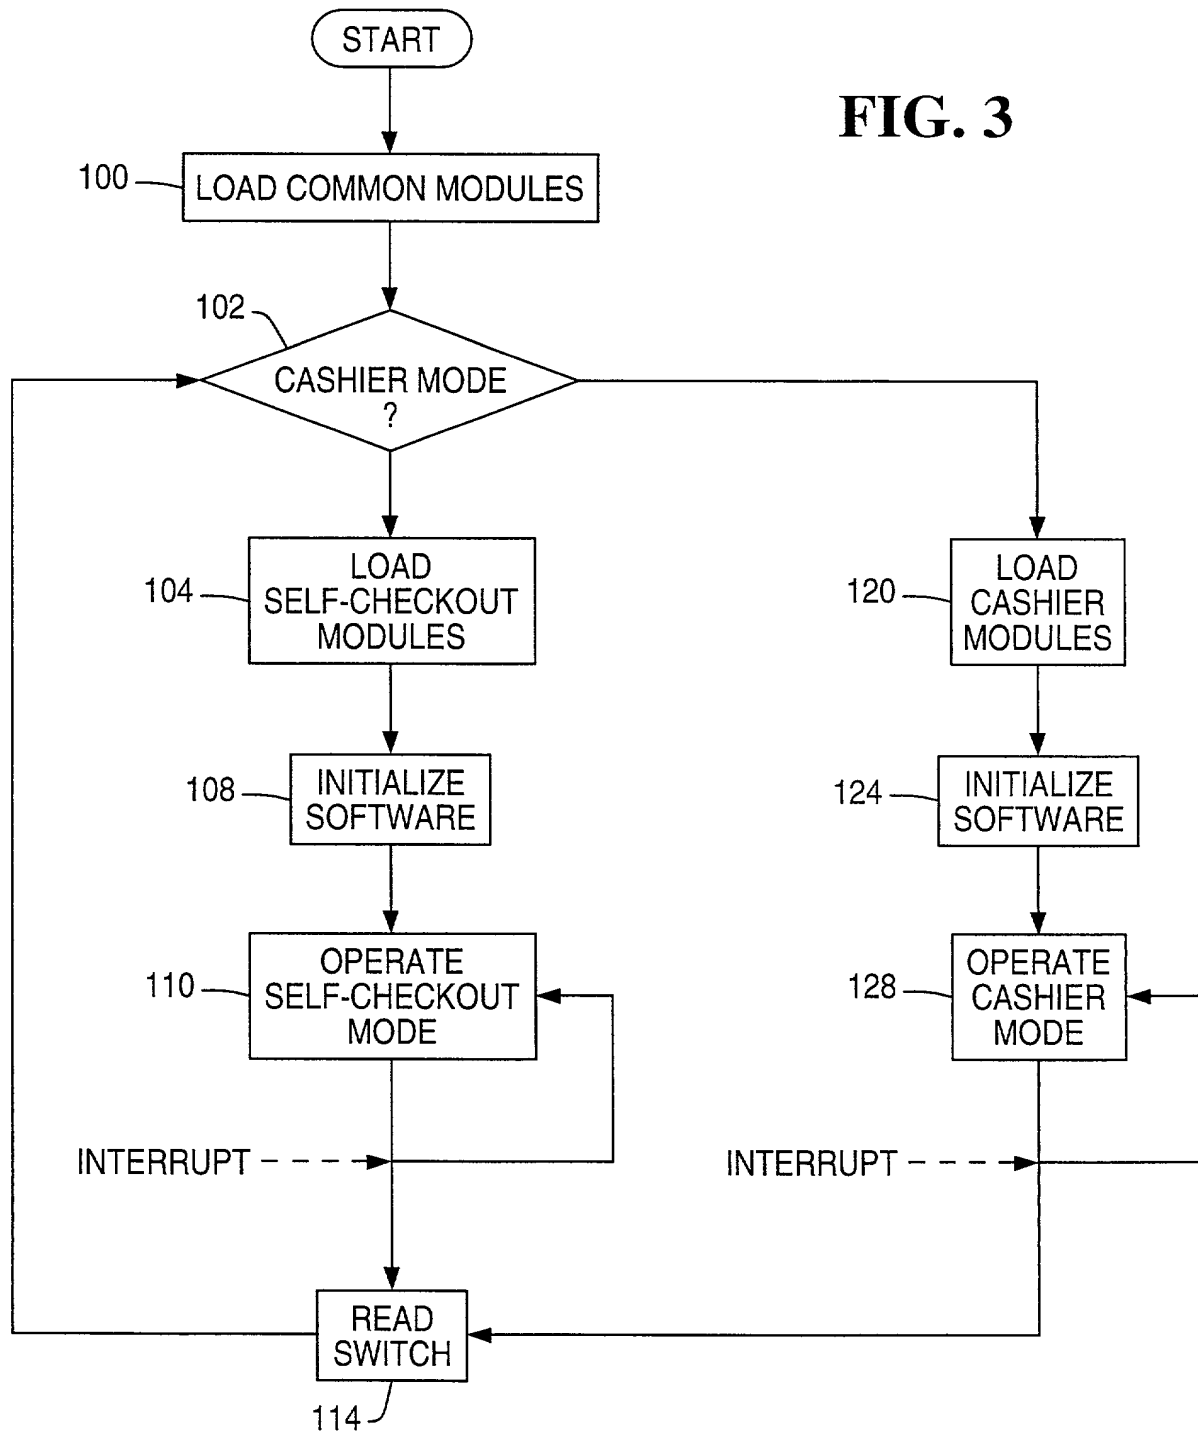 START
FIG. 3
100
LOAD COMMON MODULES
102
CASHIER MODE
?
104
LOAD
SELF-CHECKOUT
MODULES
120
LOAD
CASHIER
MODULES
108
INITIALIZE
SOFTWARE
124
INITIALIZE
SOFTWARE
110
OPERATE
SELF-CHECKOUT
MODE
128
OPERATE
CASHIER
MODE
INTERRUPT
INTERRUPT
READ
SWITCH
114